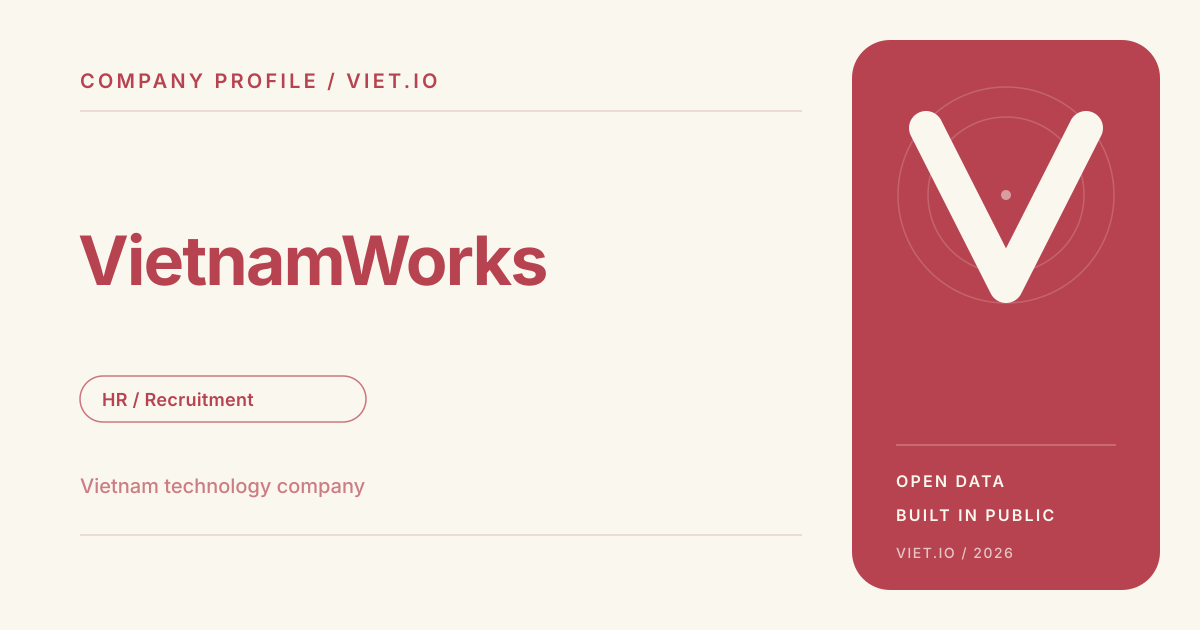 COMPANY PROFILE / VIET.IO
VietnamWorks
HR / Recruitment
Vietnam technology company
OPEN DATA
BUILT IN PUBLIC
VIET.IO / 2026